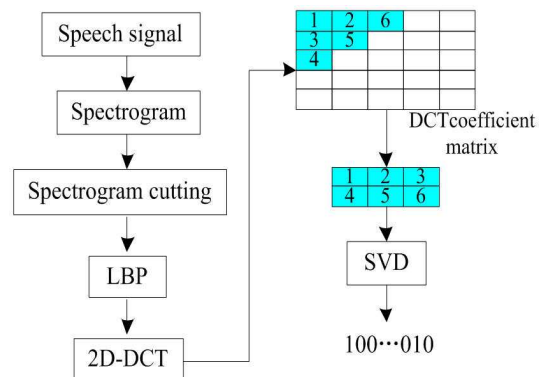 Speech signal
Spectrogram
Spectrogram cutting
LBP
2D-DCT
1 2 6
3 5
4
DCTcoefficient
matrix
1 2 3
4 5 6
SVD
100···010